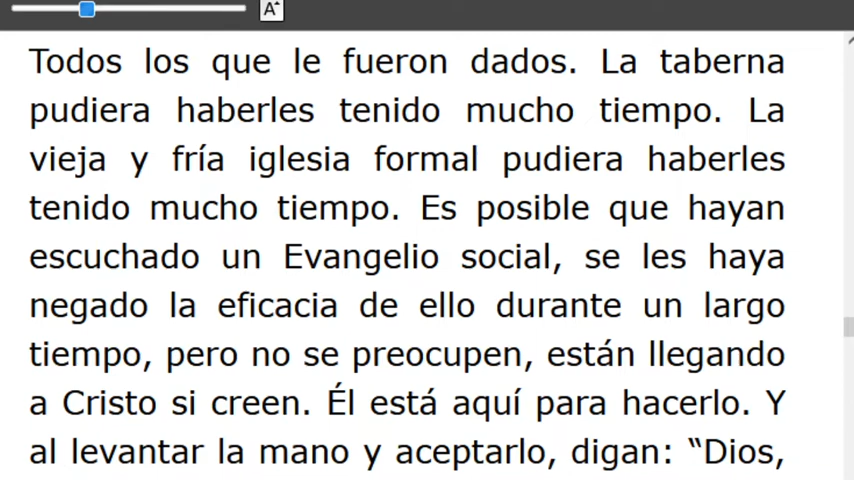 A
Todos los que le fueron dados. La taberna
pudiera haberles tenido mucho tiempo. La
vieja y fría iglesia formal pudiera haberles
tenido mucho tiempo. Es posible que hayan
escuchado un Evangelio social, se les haya
negado la eficacia de ello durante un largo
tiempo, pero no se preocupen, están llegando
a Cristo si creen. Él está aquí para hacerlo. Y
al levantar la mano y aceptarlo, digan: “Dios,